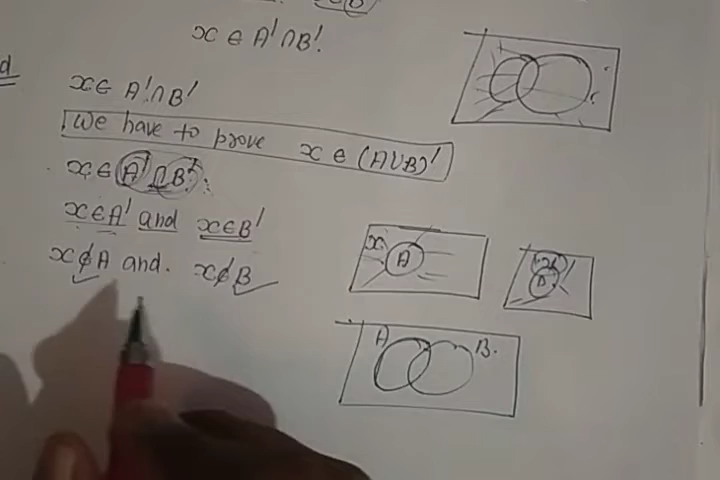 x ∈ A' ∩ B'.
d
x ∈ A' ∩ B'
We have to prove x ∈ (A∪B)'
x ∈ A' ∩ B'
x ∈ A' and x ∈ B'
x ∉ A and. x ∉ B
x A
A B.